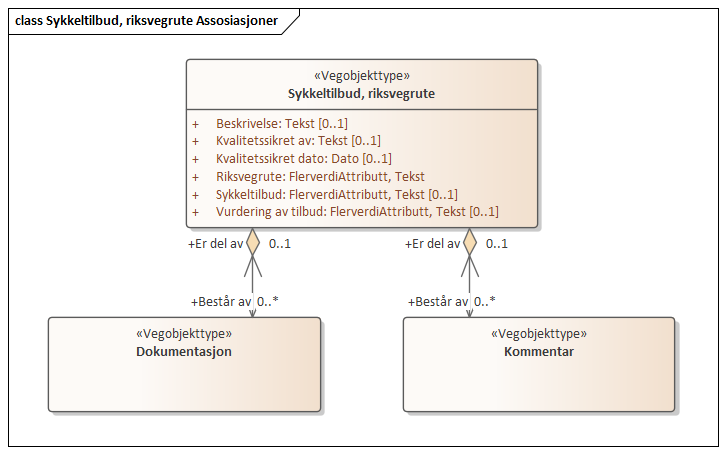 class Sykkeltilbud, riksvegrute Assosiasjoner
«Vegobjekttype»
Sykkeltilbud, riksvegrute
+ Beskrivelse: Tekst [0..1]
+ Kvalitetssikret av: Tekst [0..1]
+ Kvalitetssikret dato: Dato [0..1]
+ Riksvegrute: FlerverdiAttributt, Tekst
+ Sykkeltilbud: FlerverdiAttributt, Tekst [0..1]
+ Vurdering av tilbud: FlerverdiAttributt, Tekst [0..1]
+Er del av 0..1 +Er del av 0..1
+Består av 0..* +Består av 0..*
«Vegobjekttype»
Dokumentasjon
«Vegobjekttype»
Kommentar